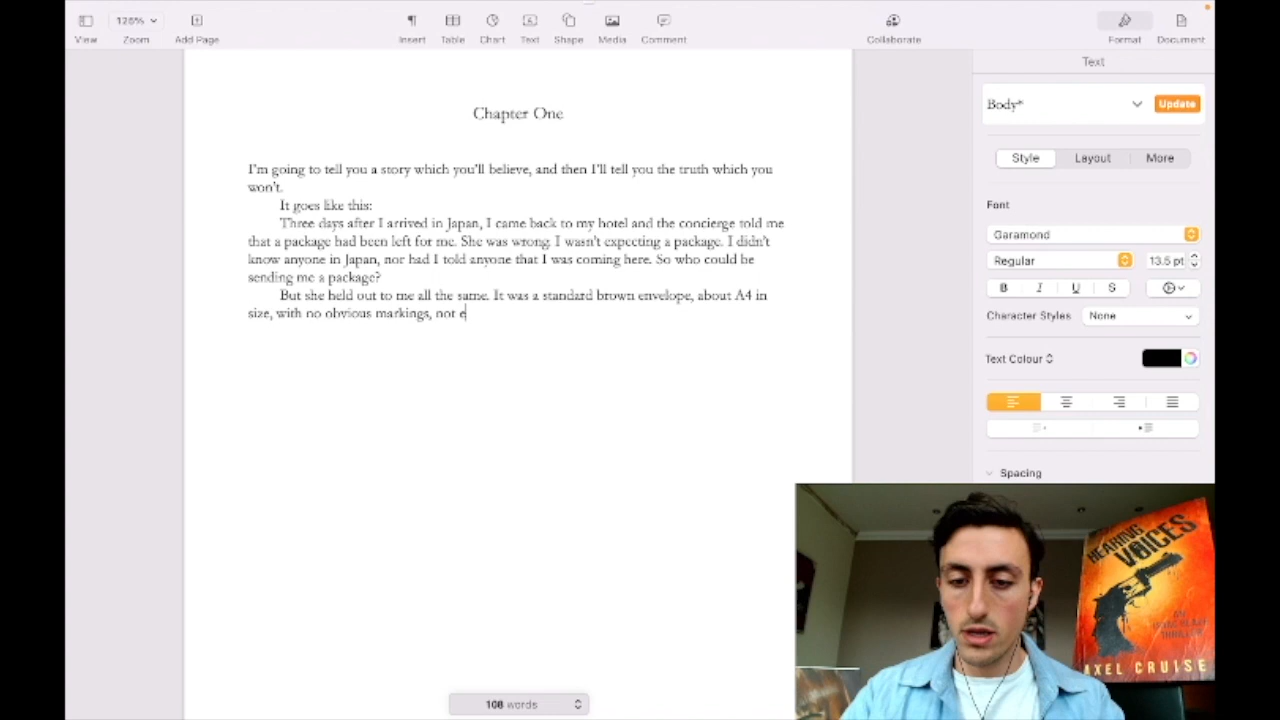 126%
View
Zoom
Add Page
Insert
Table
Chart
Text
Shape
Media
Comment
Collaborate
Format
Document
Text
Body*
Update
Style
Layout
More
Font
Garamond
Regular
13.5 pt
B I U S
Character Styles
None
Text Colour
Spacing
Chapter One
I'm going to tell you a story which you'll believe, and then I'll tell you the truth which you
won't.
It goes like this:
Three days after I arrived in Japan, I came back to my hotel and the concierge told me
that a package had been left for me. She was wrong. I wasn't expecting a package. I didn't
know anyone in Japan, nor had I told anyone that I was coming here. So who could be
sending me a package?
But she held out to me all the same. It was a standard brown envelope, about A4 in
size, with no obvious markings, not e
108 words
HEARING
VOICES
AN
ISAAC BLAZE
THRILLER
AXEL CRUISE